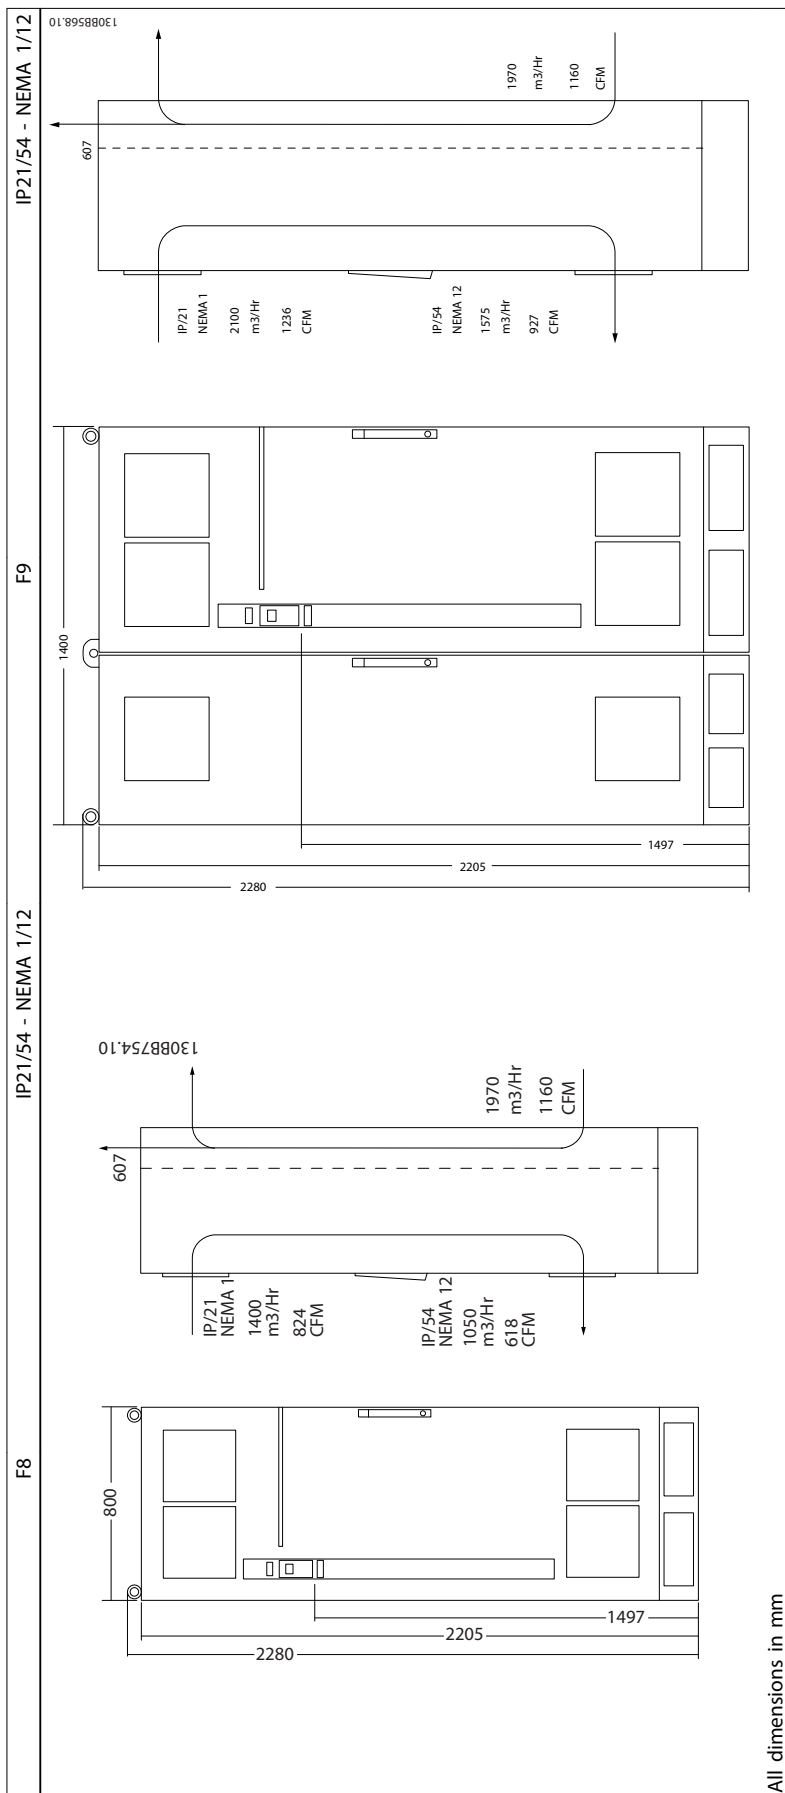 F8
IP21/54 - NEMA 1/12
F9
IP21/54 - NEMA 1/12
800
2280
2205
1497
IP/21
NEMA 1
1400
m3/Hr
824
CFM
IP/54
NEMA 12
1050
m3/Hr
618
CFM
607
1970
m3/Hr
1160
CFM
130BB754.10
1400
2280
2205
1497
IP/21
NEMA 1
2100
m3/Hr
1236
CFM
IP/54
NEMA 12
1575
m3/Hr
927
CFM
607
1970
m3/Hr
1160
CFM
130BB568.10
All dimensions in mm